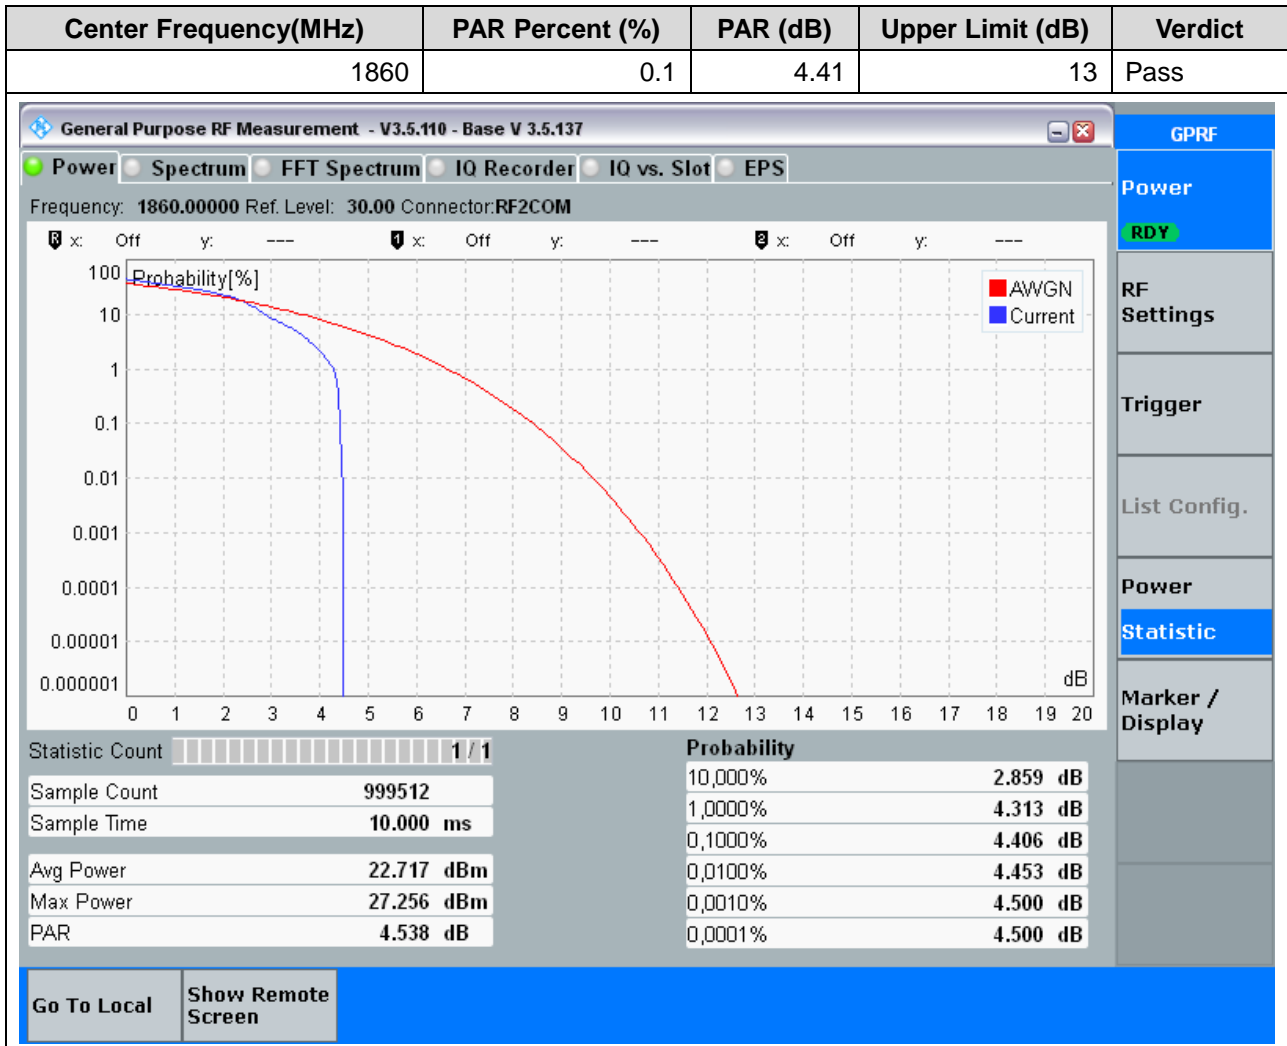 Center Frequency(MHz) PAR Percent (%) PAR (dB) Upper Limit (dB) Verdict
1860 0.1 4.41 13 Pass
General Purpose RF Measurement - V3.5.110 - Base V 3.5.137
GPRF
Power Spectrum FFT Spectrum IQ Recorder IQ vs. Slot EPS
Power
RDY
Frequency: 1860.00000 Ref. Level: 30.00 Connector:RF2COM
R x: Off y: --- 1 x: Off y: --- 2 x: Off y: ---
Probability[%]
AWGN
Current
100
10
1
0.1
0.01
0.001
0.0001
0.00001
0.000001
dB
0 1 2 3 4 5 6 7 8 9 10 11 12 13 14 15 16 17 18 19 20
RF
Settings
Trigger
List Config.
Power
Statistic
Marker /
Display
Statistic Count 1 / 1
Sample Count 999512
Sample Time 10.000 ms
Avg Power 22.717 dBm
Max Power 27.256 dBm
PAR 4.538 dB
Probability
10,000% 2.859 dB
1,0000% 4.313 dB
0,1000% 4.406 dB
0,0100% 4.453 dB
0,0010% 4.500 dB
0,0001% 4.500 dB
Go To Local
Show Remote
Screen